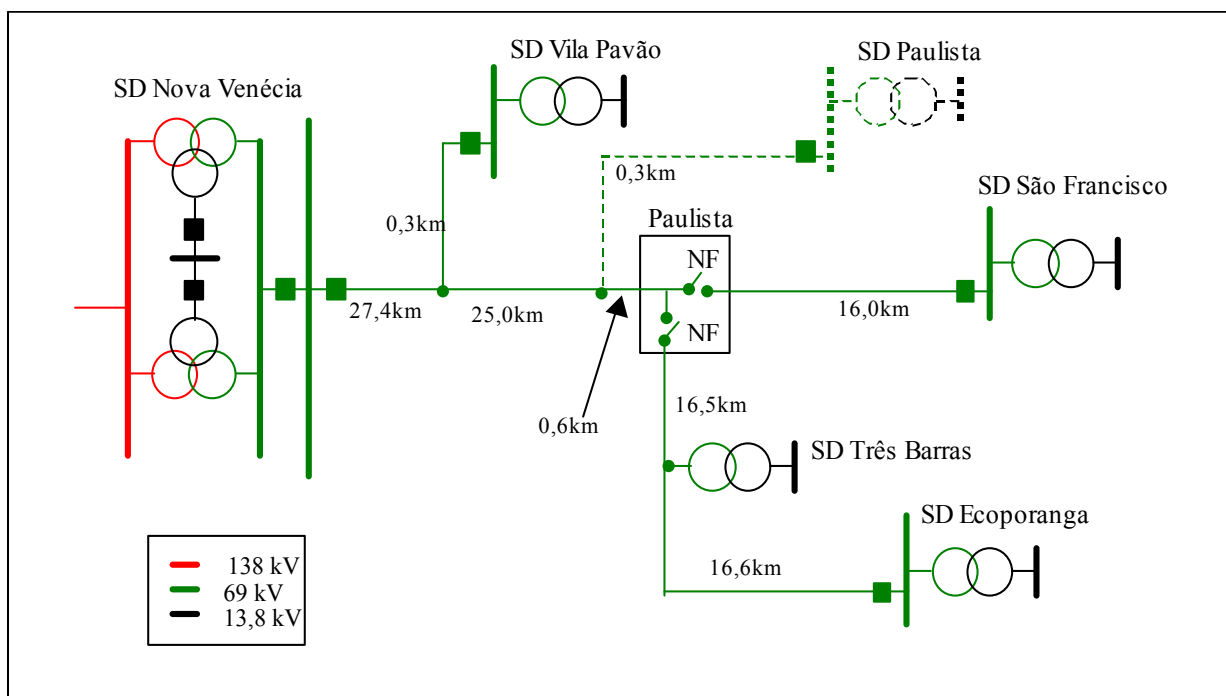 SD Vila Pavão
SD Paulista
SD Nova Venécia
0,3km
SD São Francisco
0,3km
Paulista
NF
27,4km
25,0km
16,0km
NF
0,6km
16,5km
SD Três Barras
SD Ecoporanga
16,6km
138 kV
69 kV
13,8 kV